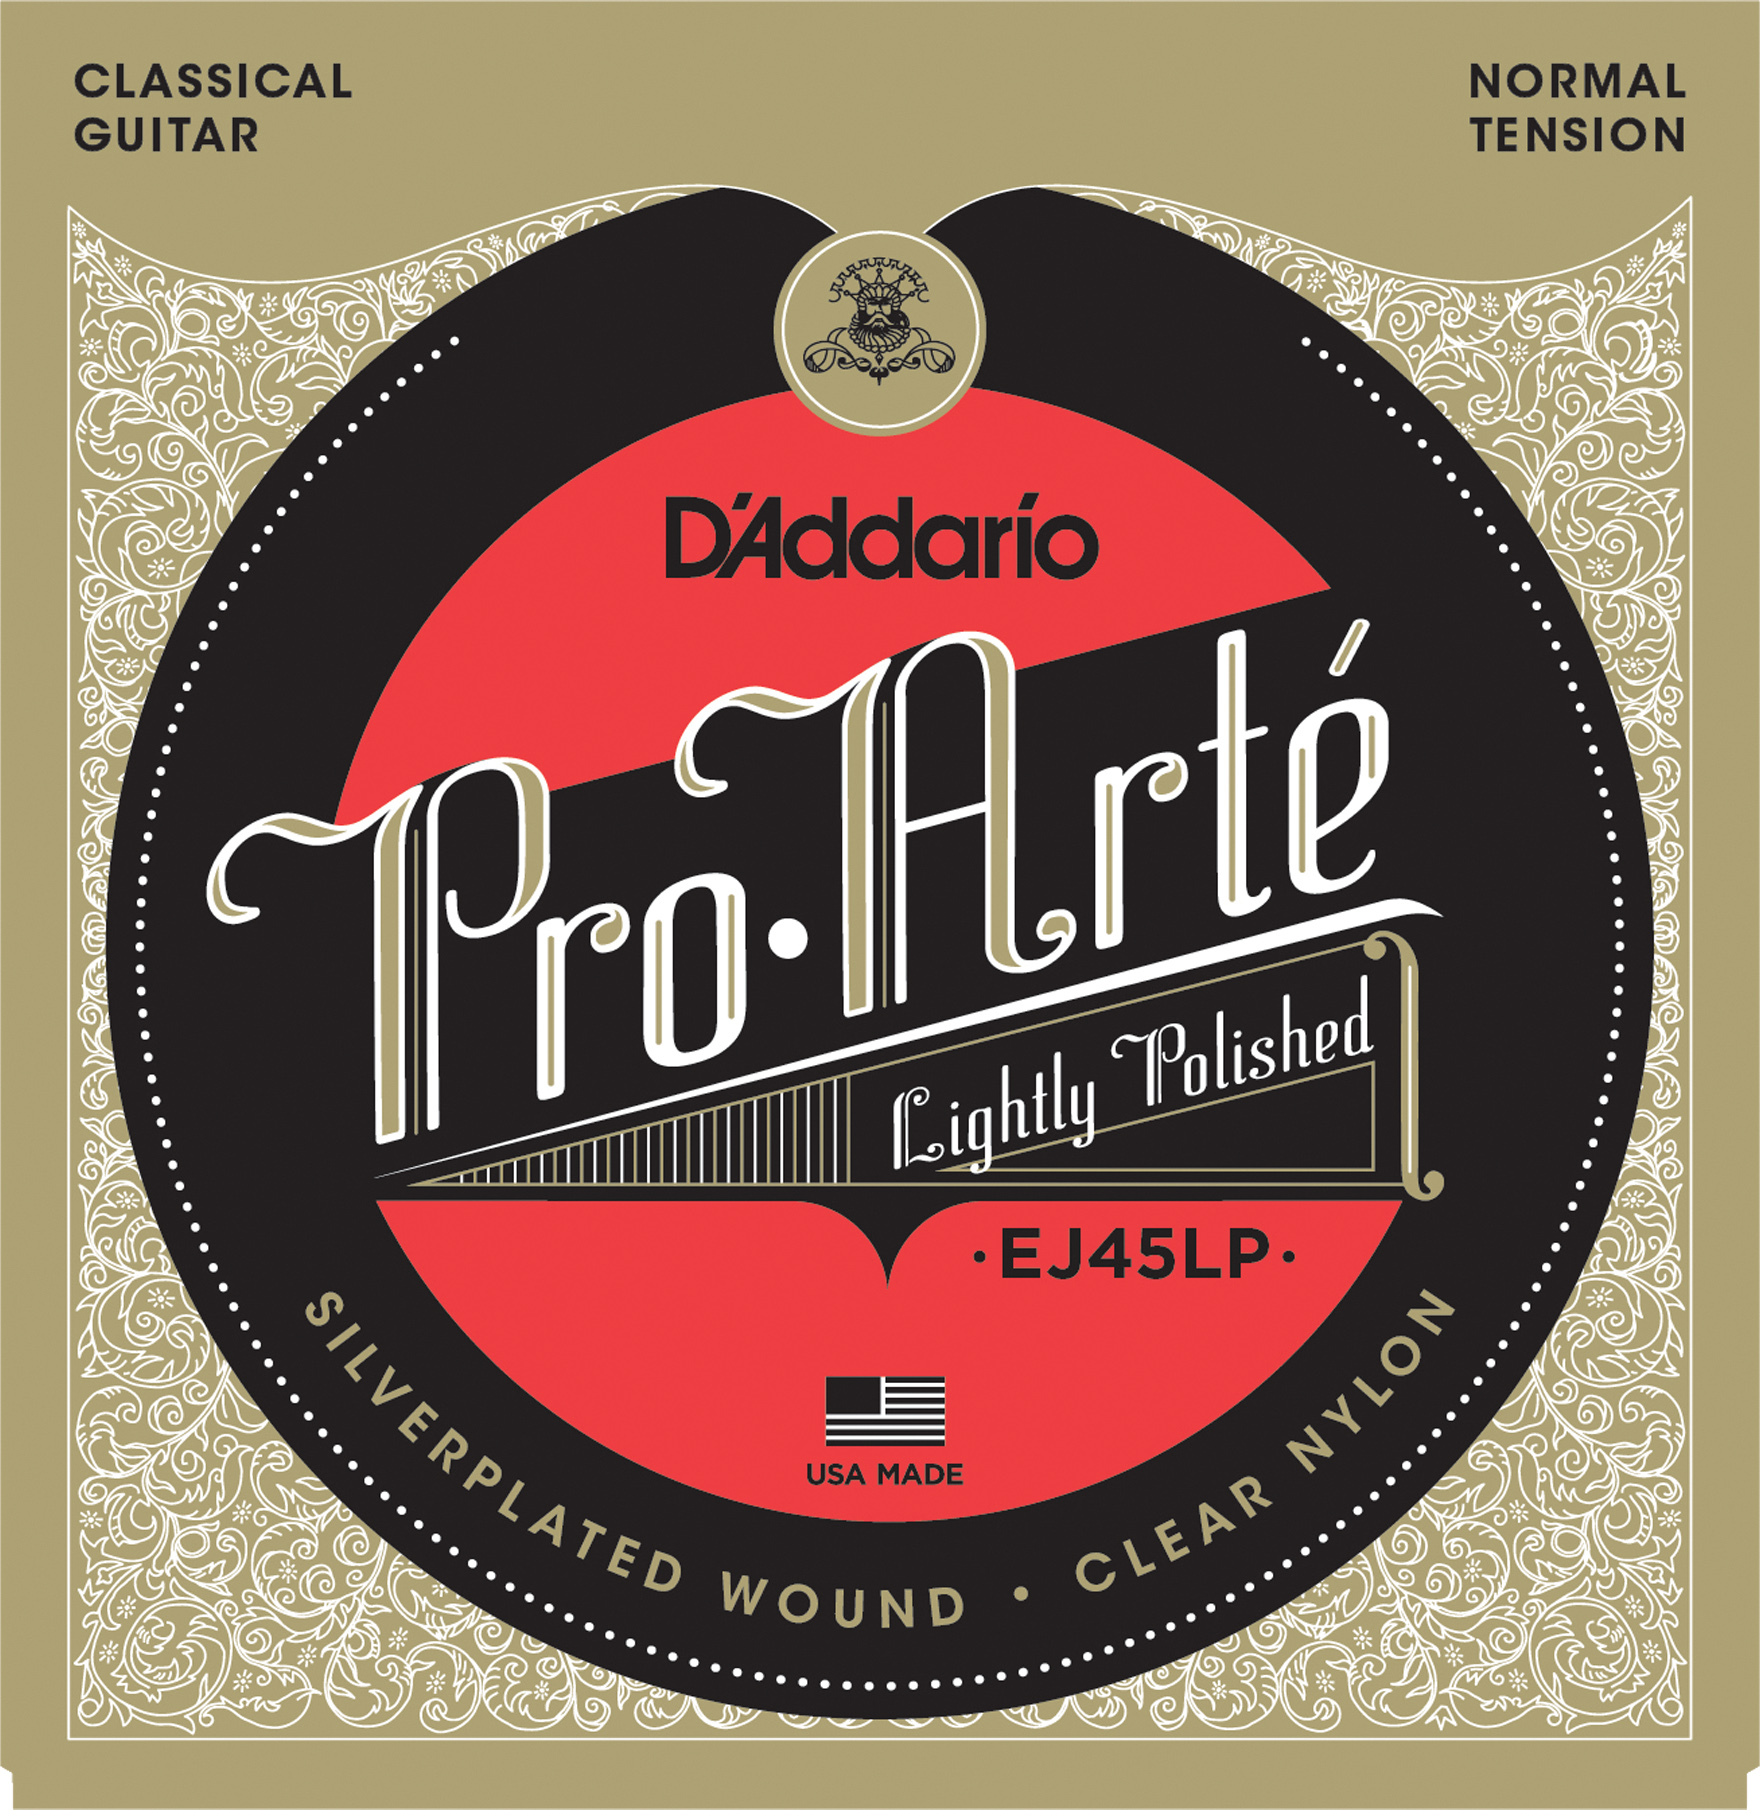 CLASSICAL
GUITAR
NORMAL
TENSION
D'Addario
Pro·Arté
Lightly Polished
·EJ45LP·
USA MADE
SILVERPLATED WOUND • CLEAR NYLON